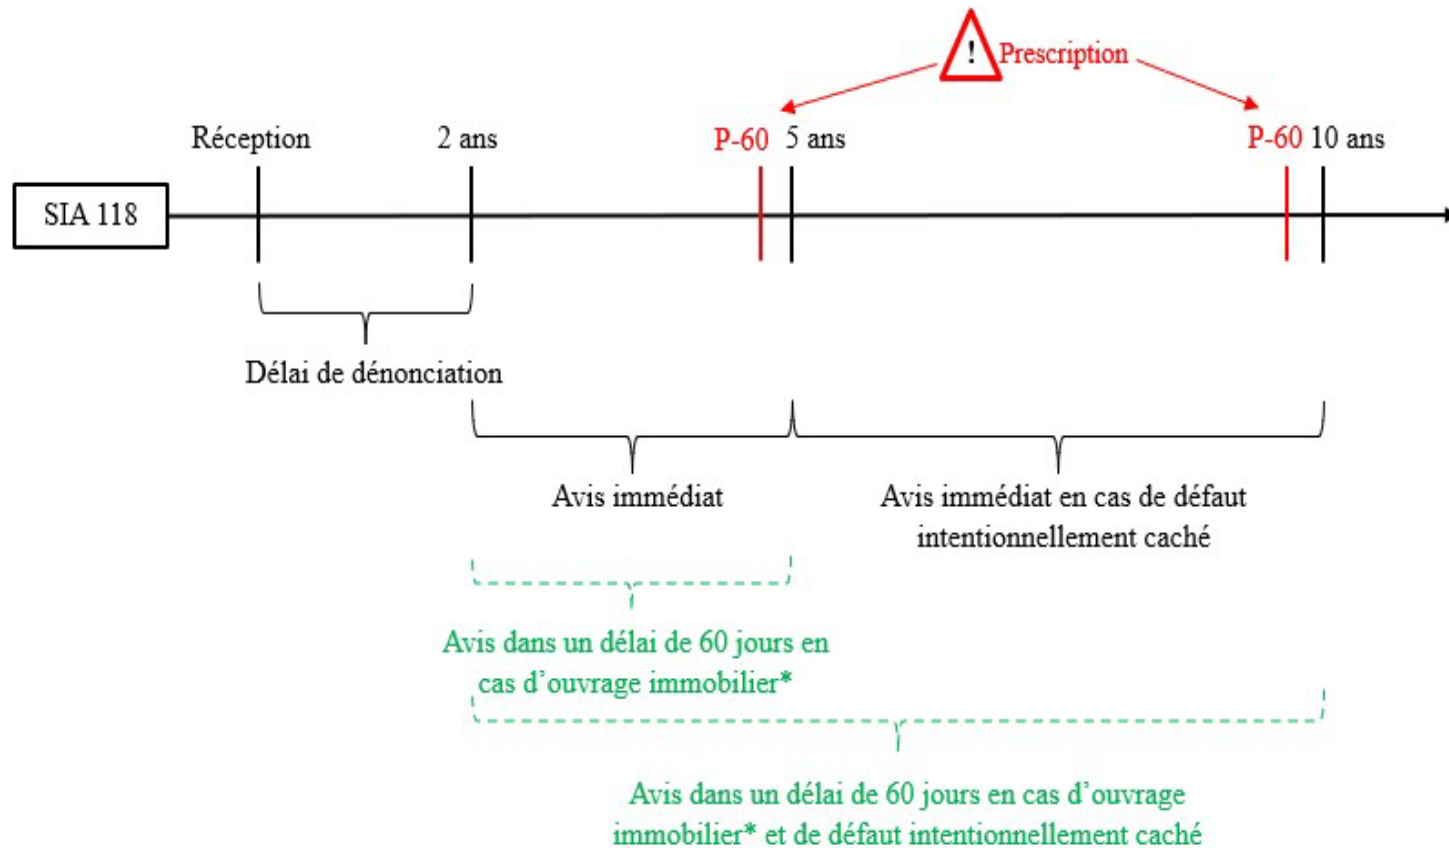 !
Prescription
Réception
2 ans
P-60
5 ans
P-60
10 ans
SIA 118
Délai de dénonciation
Avis immédiat
Avis immédiat en cas de défaut
intentionnellement caché
Avis dans un délai de 60 jours en
cas d’ouvrage immobilier*
Avis dans un délai de 60 jours en cas d’ouvrage
immobilier* et de défaut intentionnellement caché